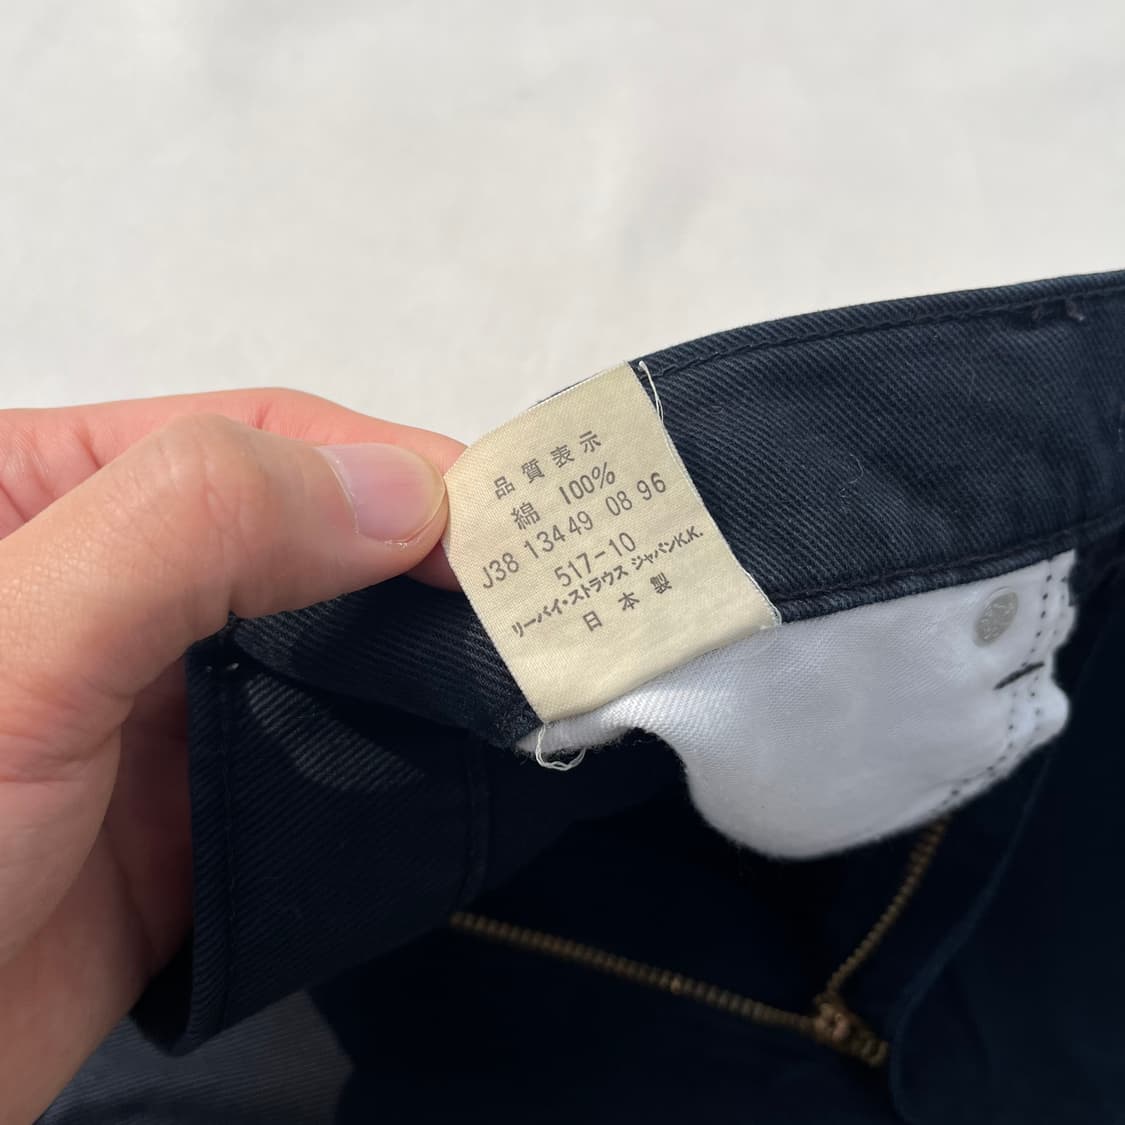 品質表示
綿 100%
J38 13449 08 96
517-10
リーバイ・ストラウス ジャパンK.K.
日本製